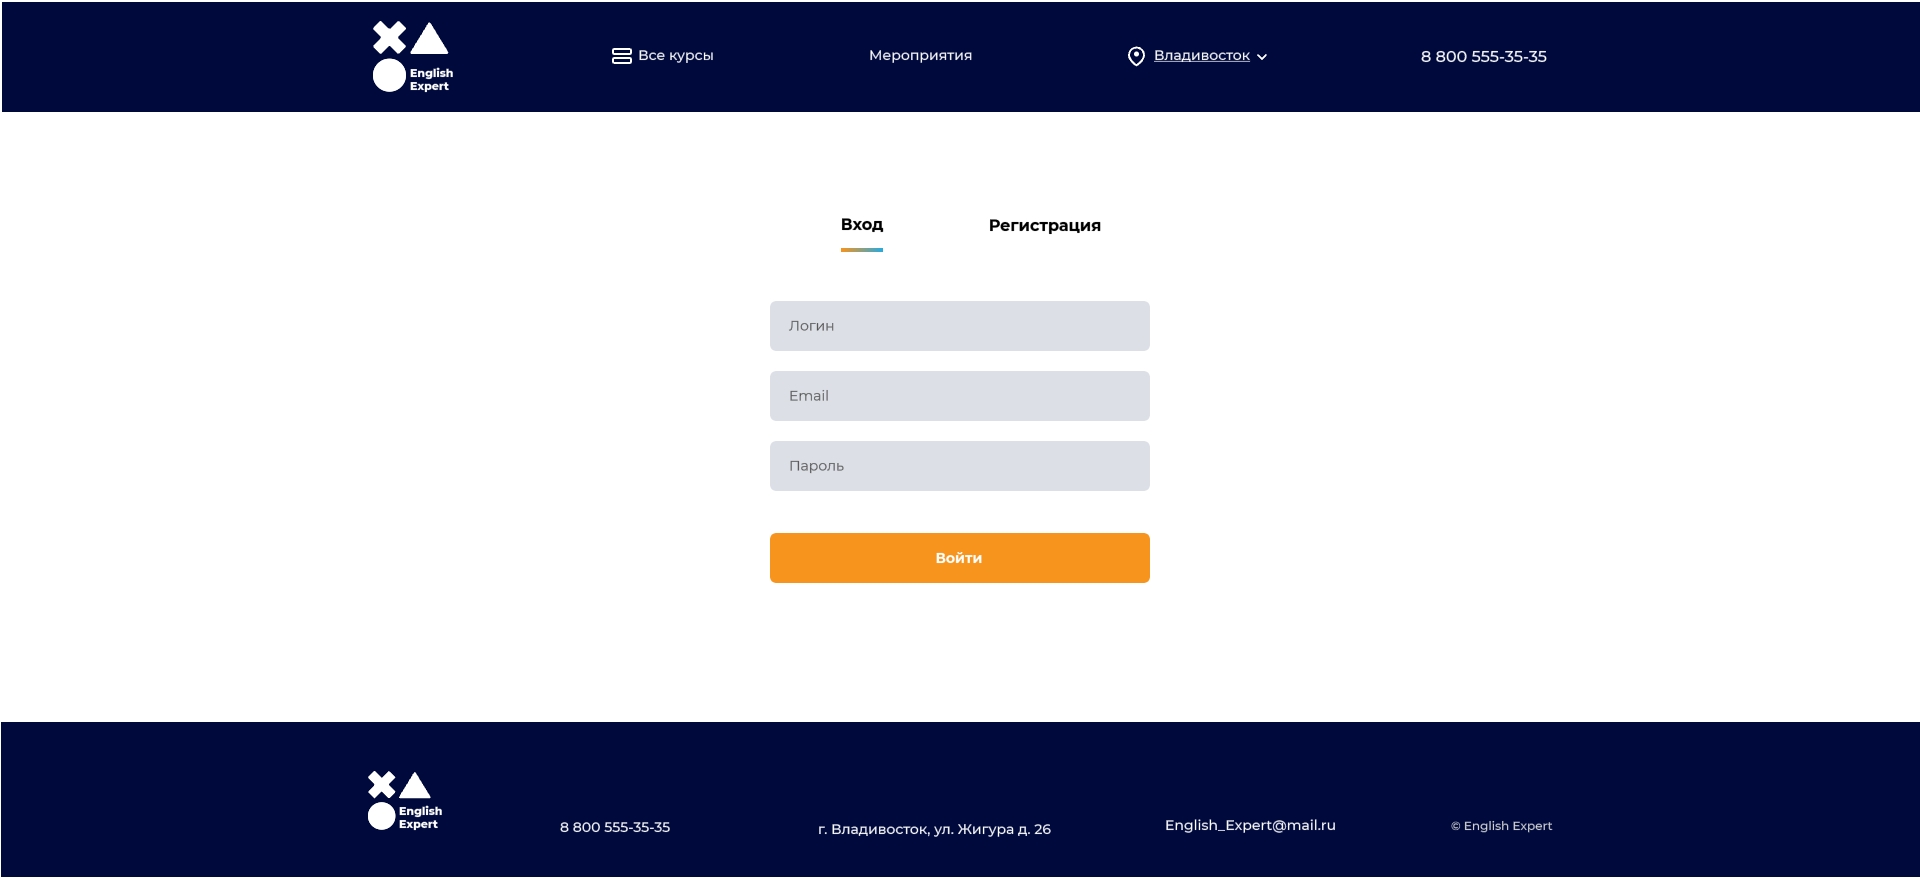 English
Expert
Все курсы
Мероприятия
Владивосток
8 800 555-35-35
Вход
Регистрация
Логин
Email
Пароль
Войти
English
Expert
8 800 555-35-35
г. Владивосток, ул. Жигура д. 26
English_Expert@mail.ru
© English Expert